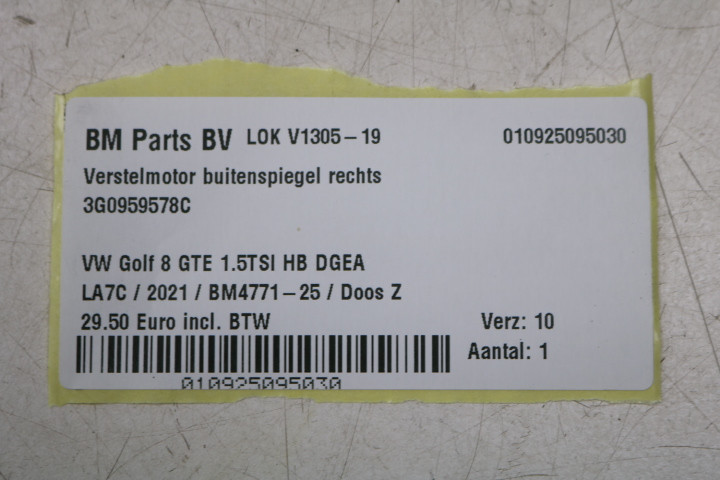 BM Parts BV LOK V1305-19 010925095030
Verstelmotor buitenspiegel rechts
3G0959578C
VW Golf 8 GTE 1.5TSI HB DGEA
LA7C / 2021 / BM4771-25 / Doos Z
29.50 Euro incl. BTW Verz: 10
Aantal: 1
010925095030